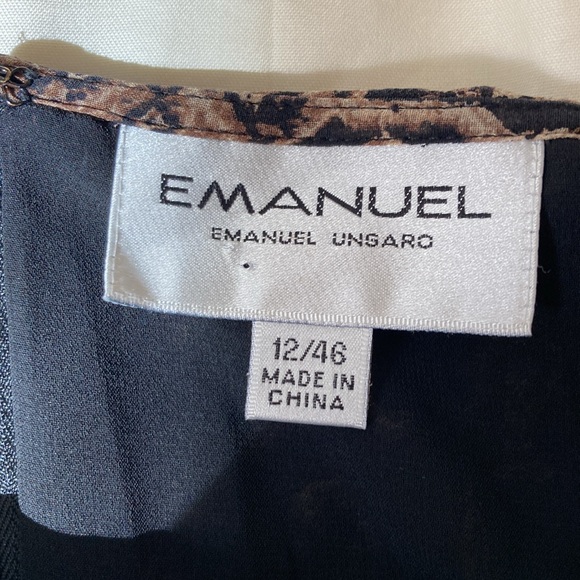 EMANUEL
EMANUEL UNGARO
12/46
MADE IN
CHINA